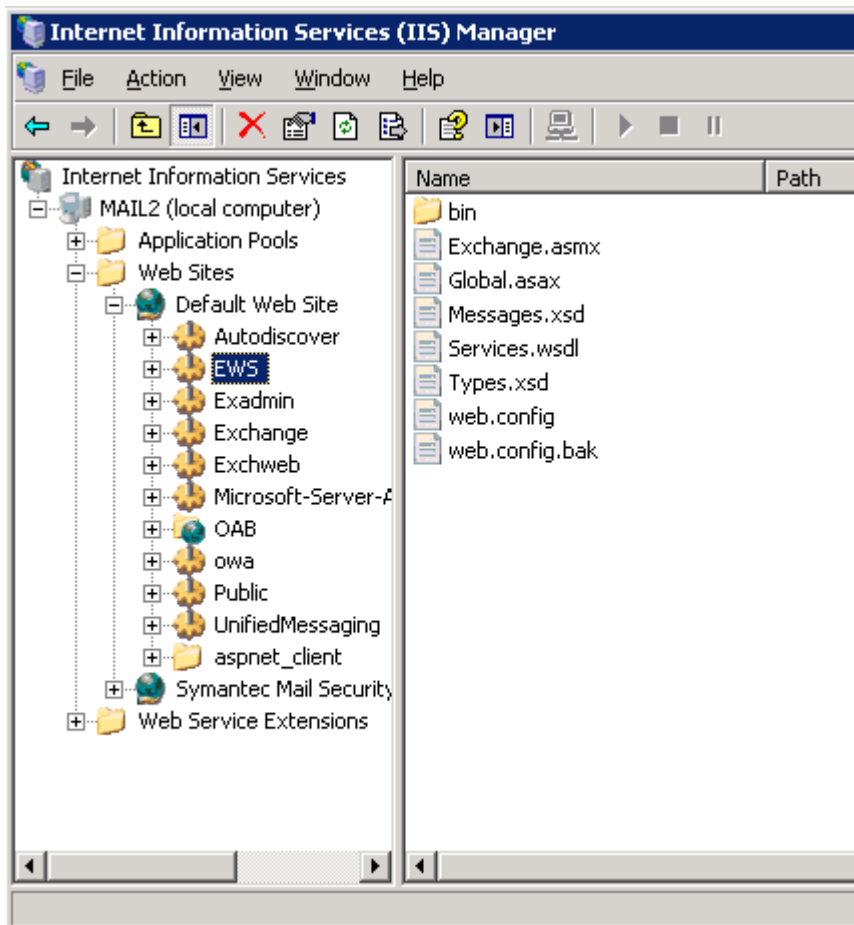 Internet Information Services (IIS) Manager
File Action View Window Help
Internet Information Services
MAIL2 (local computer)
Application Pools
Web Sites
Default Web Site
Autodiscover
EWS
Exadmin
Exchange
Exchweb
Microsoft-Server-A
OAB
owa
Public
UnifiedMessaging
aspnet_client
Symantec Mail Security
Web Service Extensions
Name Path
bin
Exchange.asmx
Global.asax
Messages.xsd
Services.wsdl
Types.xsd
web.config
web.config.bak